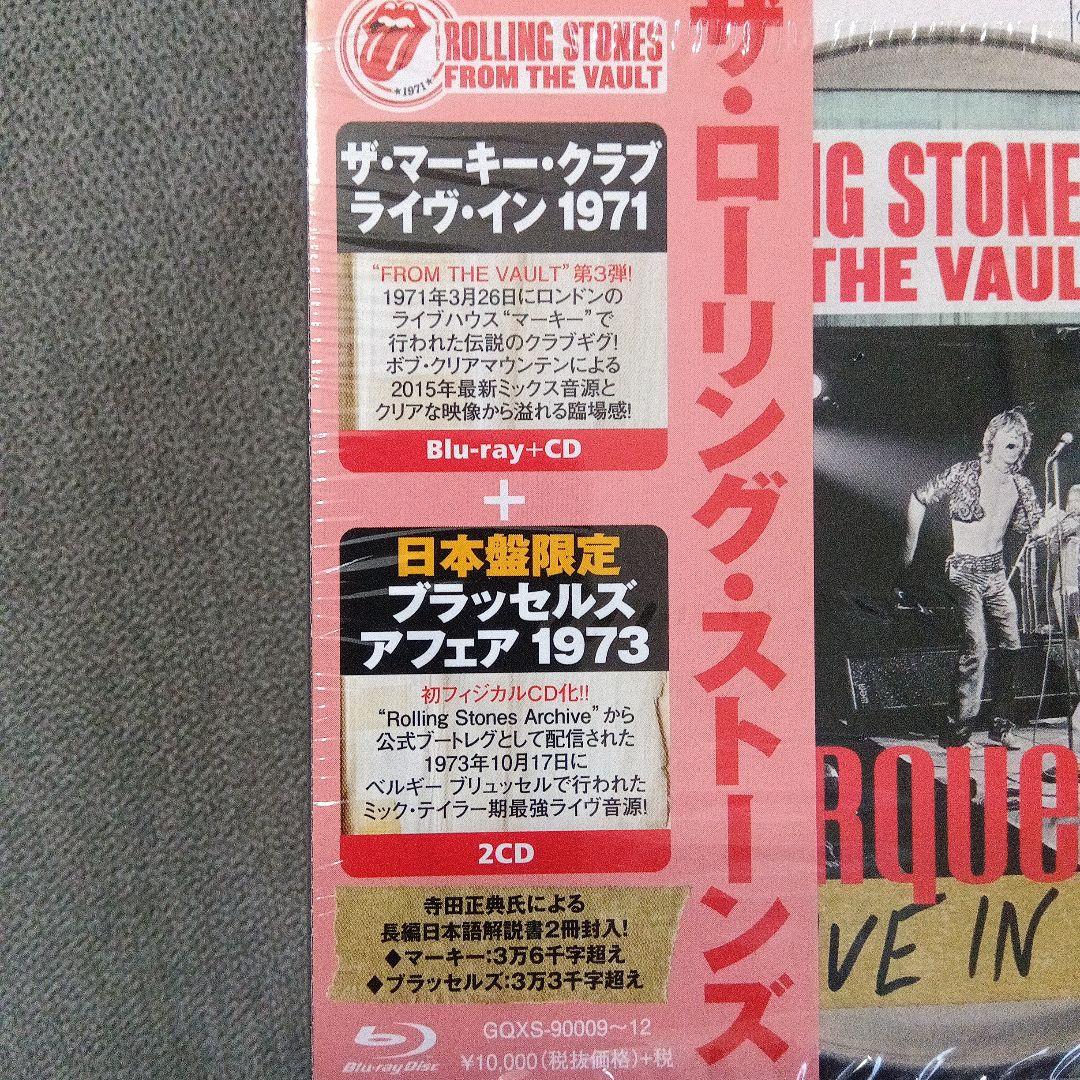 ROLLING STONES
FROM THE VAULT
★1971★
ザ・マーキー・クラブ
ライヴ・イン 1971
“FROM THE VAULT”第3弾!
1971年3月26日にロンドンの
ライブハウス“マーキー”で
行われた伝説のクラブギグ!
ボブ・クリアマウンテンによる
2015年最新ミックス音源と
クリアな映像から溢れる臨場感!
Blu-ray+CD
+
日本盤限定
ブラッセルズ
アフェア 1973
初フィジカルCD化!!
“Rolling Stones Archive”から
公式ブートレグとして配信された
1973年10月17日に
ベルギー ブリュッセルで行われた
ミック・テイラー期最強ライヴ音源!
2CD
寺田正典氏による
長編日本語解説書2冊封入!
◆マーキー:3万6千字超え
◆ブラッセルズ:3万3千字超え
Blu-ray Disc
GQXS-90009～12
¥10,000(税抜価格)+税
ザ・ローリング・ストーンズ
NG STONE
THE VAUL
rque
VE IN